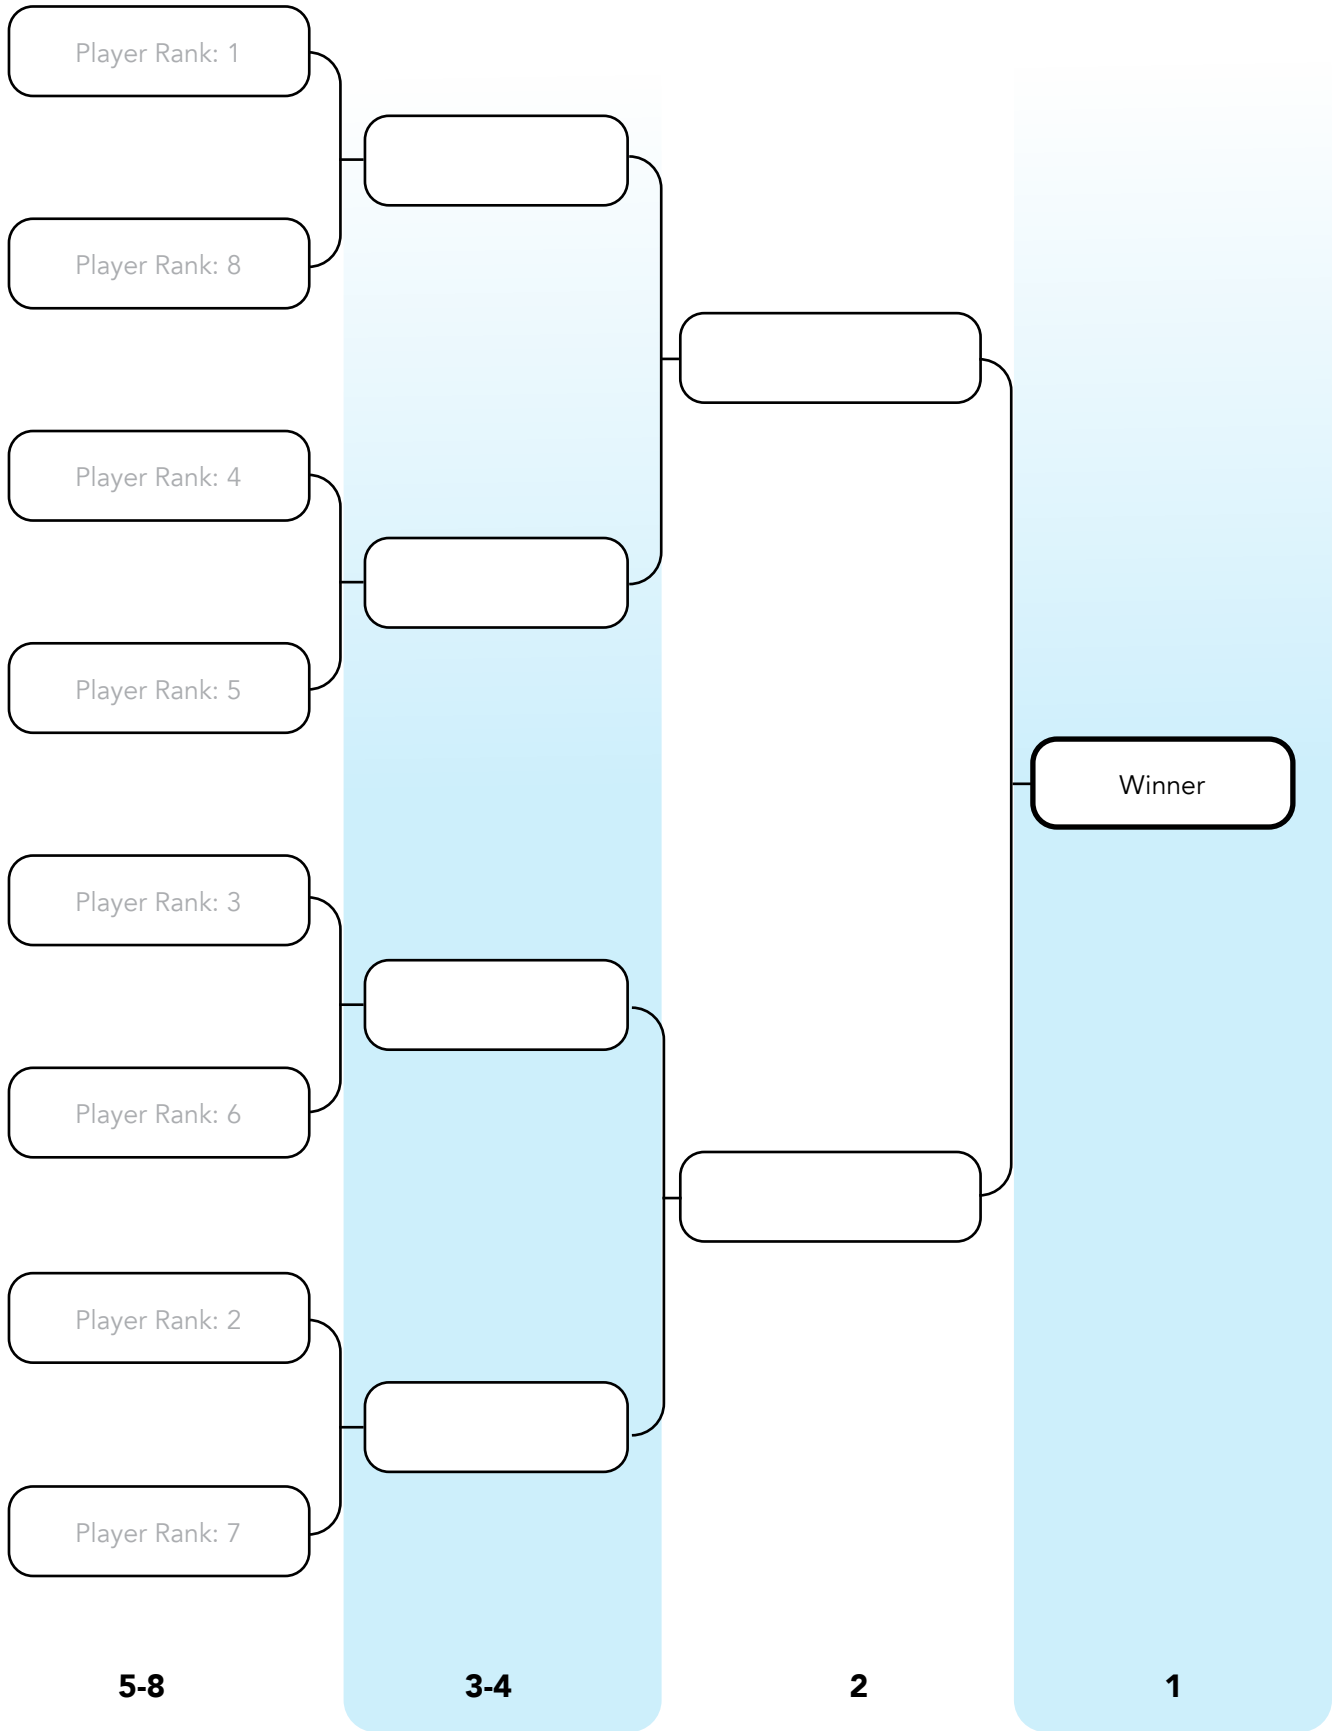 Player Rank: 1
Player Rank: 8
Player Rank: 4
Player Rank: 5
Winner
Player Rank: 3
Player Rank: 6
Player Rank: 2
Player Rank: 7
5-8 3-4 2 1